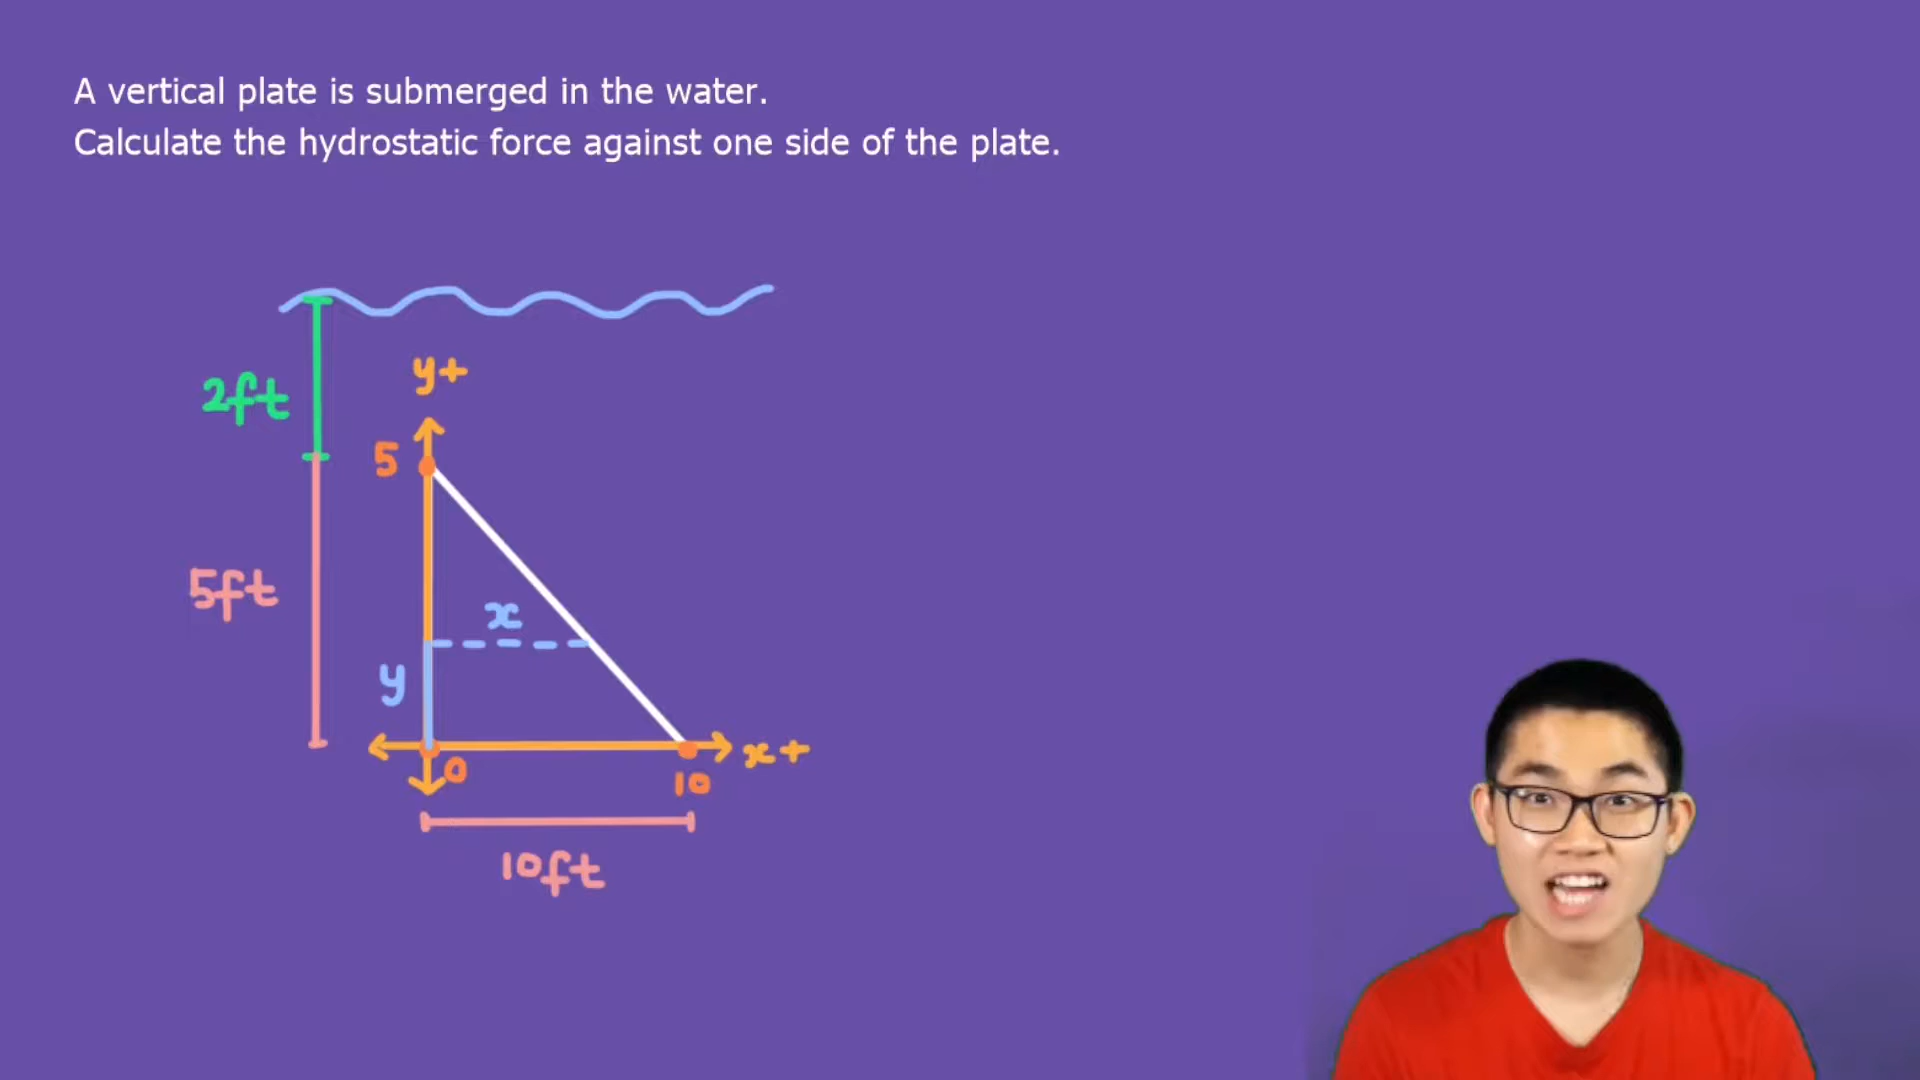 A vertical plate is submerged in the water.
Calculate the hydrostatic force against one side of the plate.
y+
2ft
5
5ft
x
y
x+
0
10
10ft